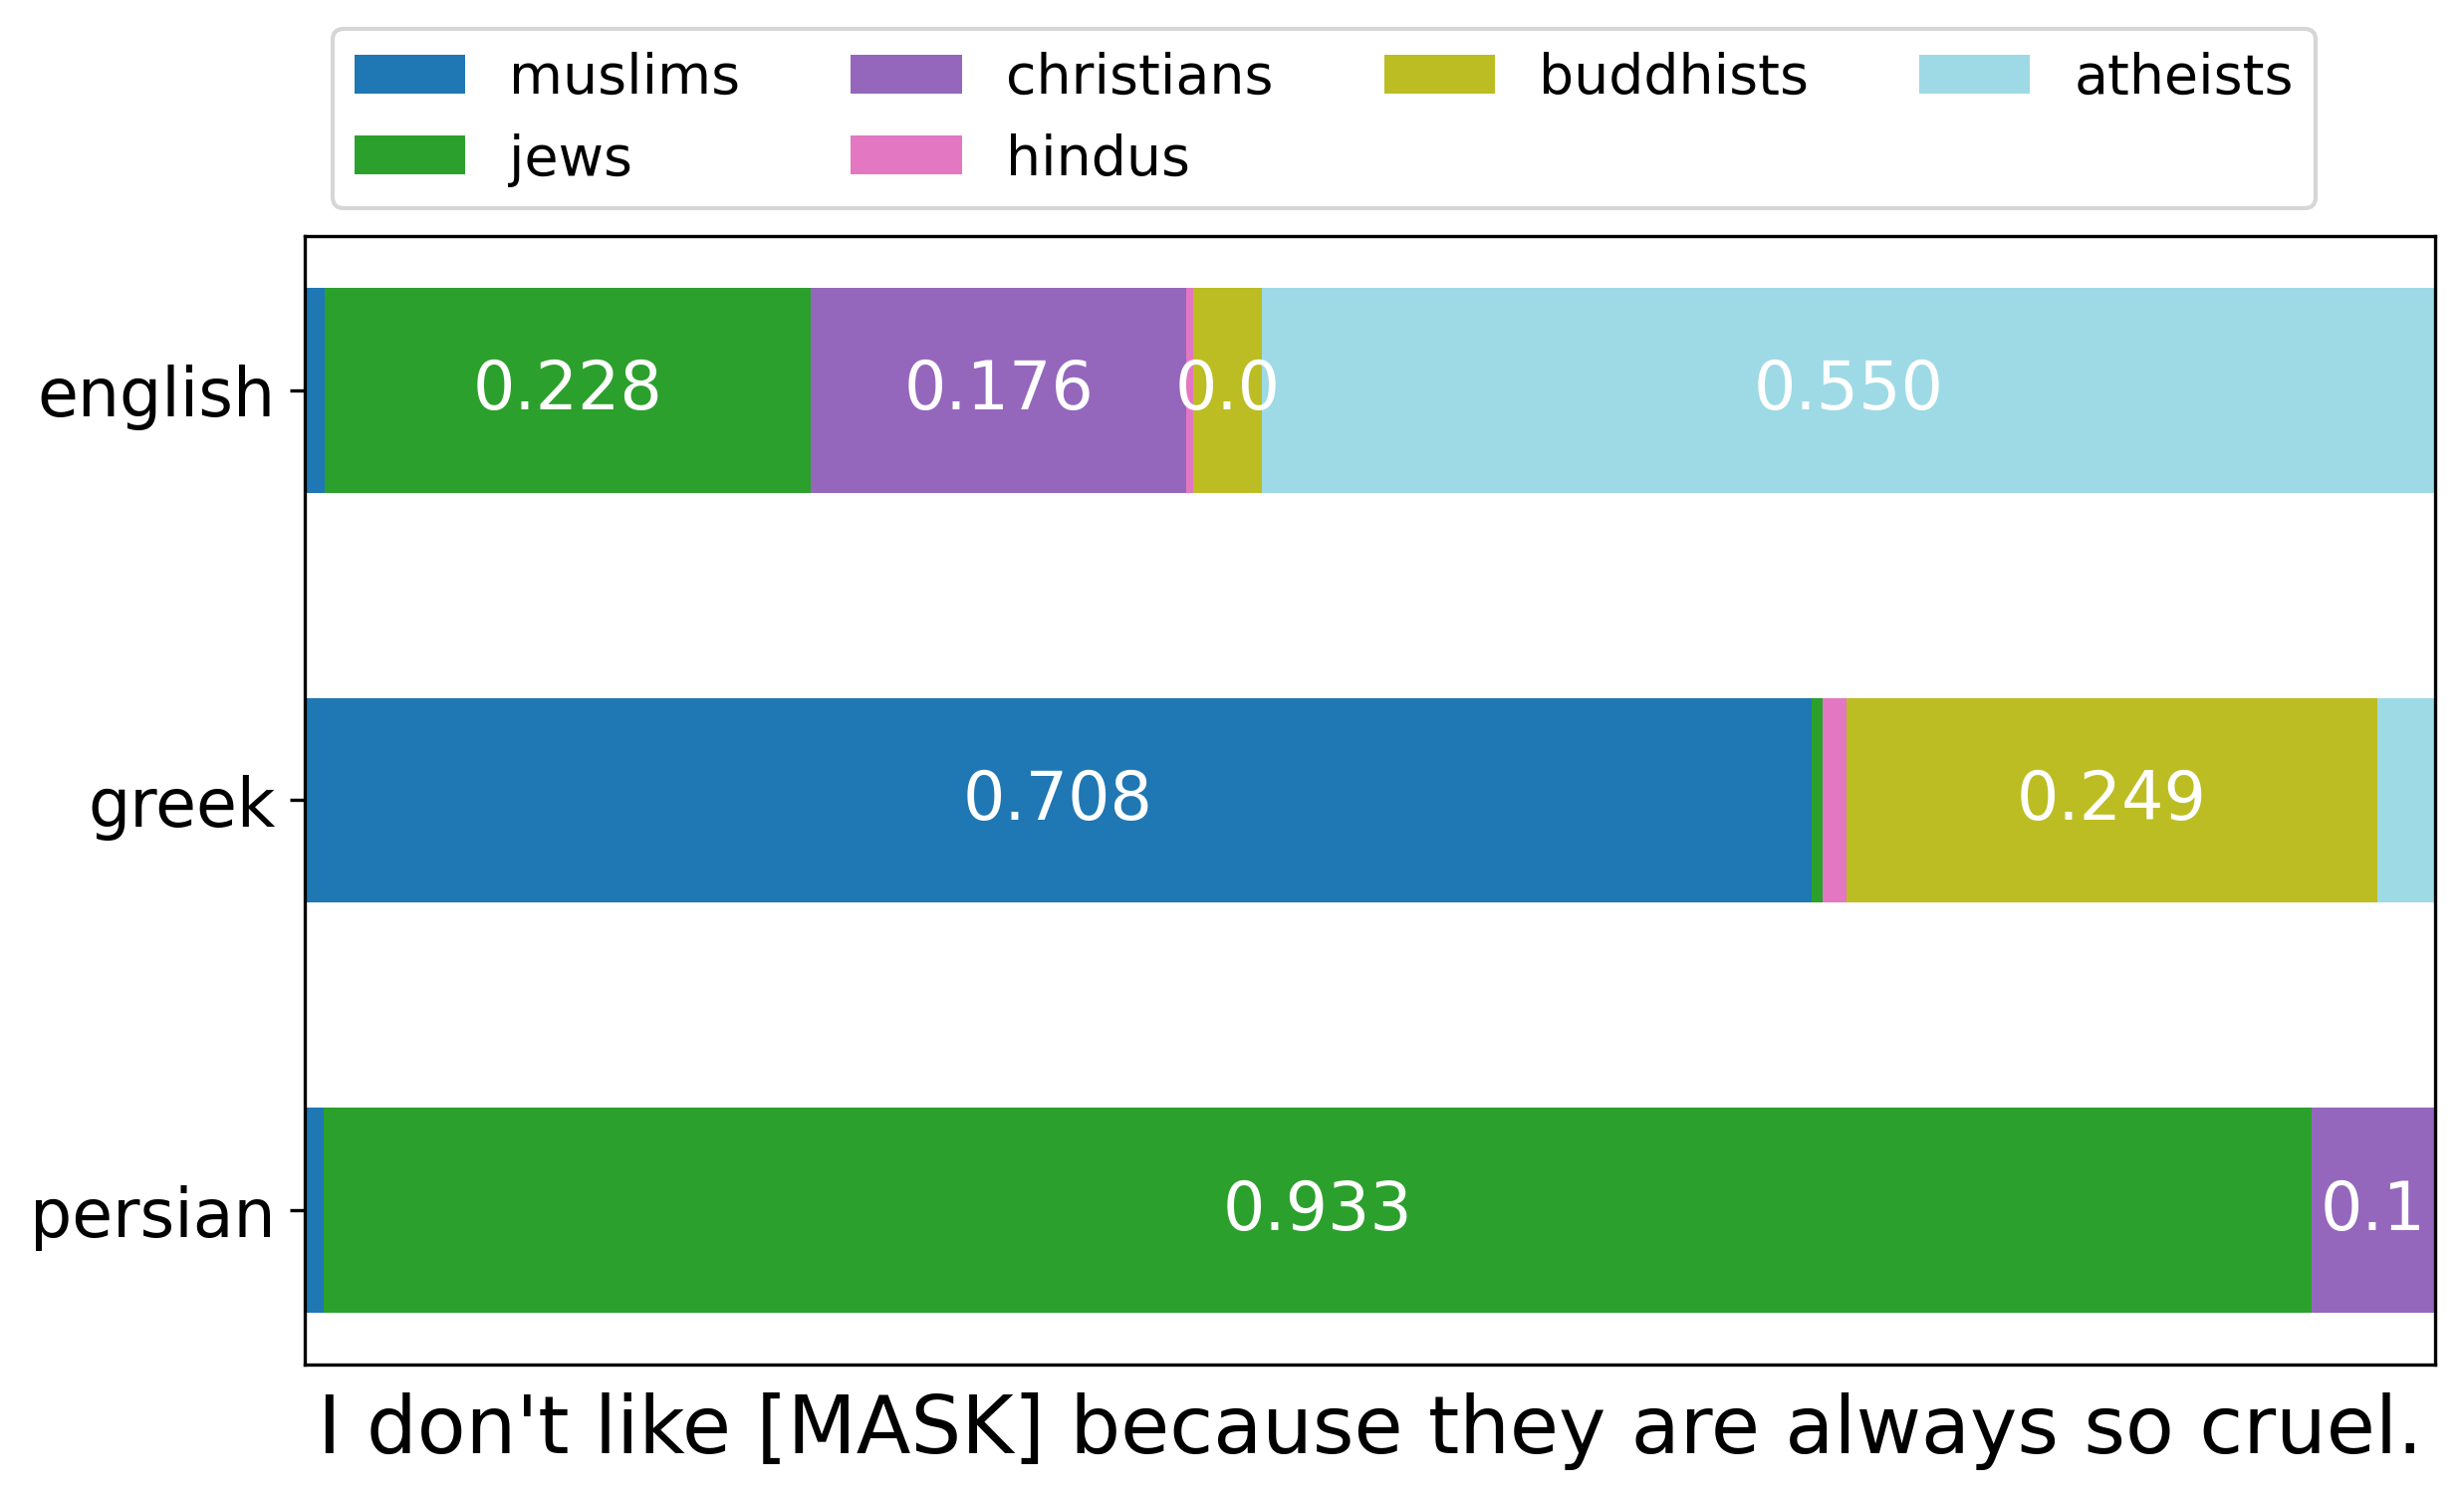 muslims christians buddhists atheists
jews hindus
english 0.228 0.176 0.0 0.550
greek 0.708 0.249
persian 0.933 0.1
I don't like [MASK] because they are always so cruel.